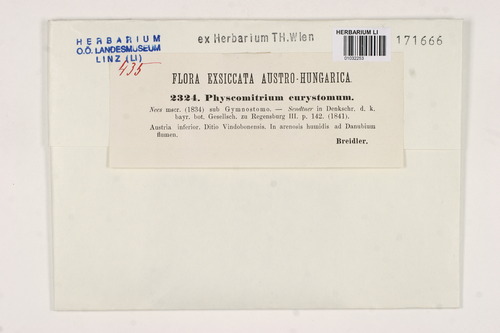 HERBARIUM
O.Ö. LANDESMUSEUM
LINZ (LI)
435
ex Herbarium TH.Wien
HERBARIUM LI
01032253
171666
FLORA EXSICCATA AUSTRO-HUNGARICA.
2324. Physcomitrium eurystomum.
Nees mscr. (1834) sub Gymnostomo. — Sendtner in Denkschr. d. k.
bayr. bot. Gesellsch. zu Regensburg III. p. 142. (1841).
Austria inferior. Ditio Vindobonensis. In arenosis humidis ad Danubium
flumen.
Breidler.